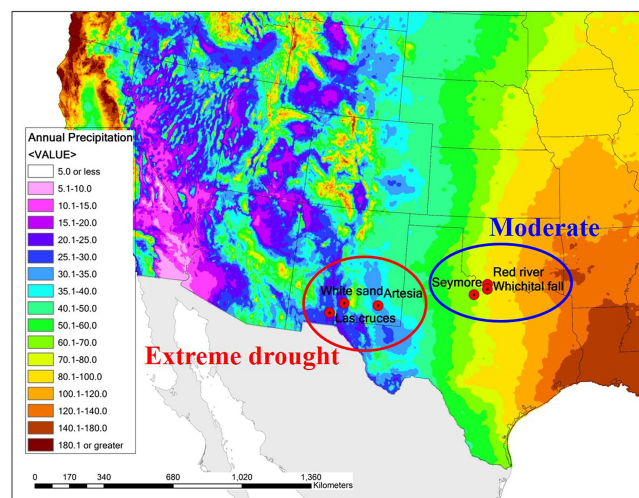 Annual Precipitation
<VALUE>
5.0 or less
5.1-10.0
10.1-15.0
15.1-20.0
20.1-25.0
25.1-30.0
30.1-35.0
35.1-40.0
40.1-50.0
50.1-60.0
60.1-70.0
70.1-80.0
80.1-100.0
100.1-120.0
120.1-140.0
140.1-180.0
180.1 or greater
Moderate
Red river
Seymore
Whichital fall
White sand
Artesia
Las cruces
Extreme drought
0 170 340 680 1,020 1,360
Kilometers